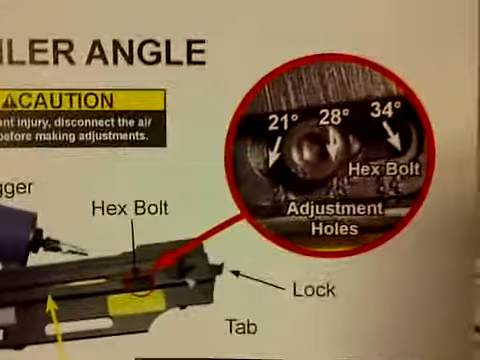 ILER ANGLE
CAUTION
nt injury, disconnect the air
before making adjustments.
21° 28° 34°
Hex Bolt
Adjustment
Holes
gger
Hex Bolt
Lock
Tab